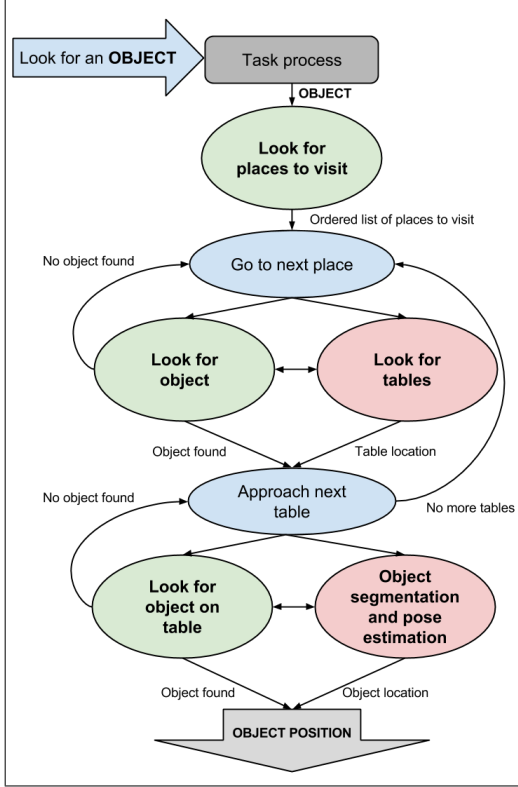 Look for an OBJECT
Task process
OBJECT
Look for
places to visit
Ordered list of places to visit
No object found
Go to next place
Look for
object
Look for
tables
Object found
Table location
No object found
Approach next
table
No more tables
Look for
object on
table
Object
segmentation
and pose
estimation
Object found
Object location
OBJECT POSITION